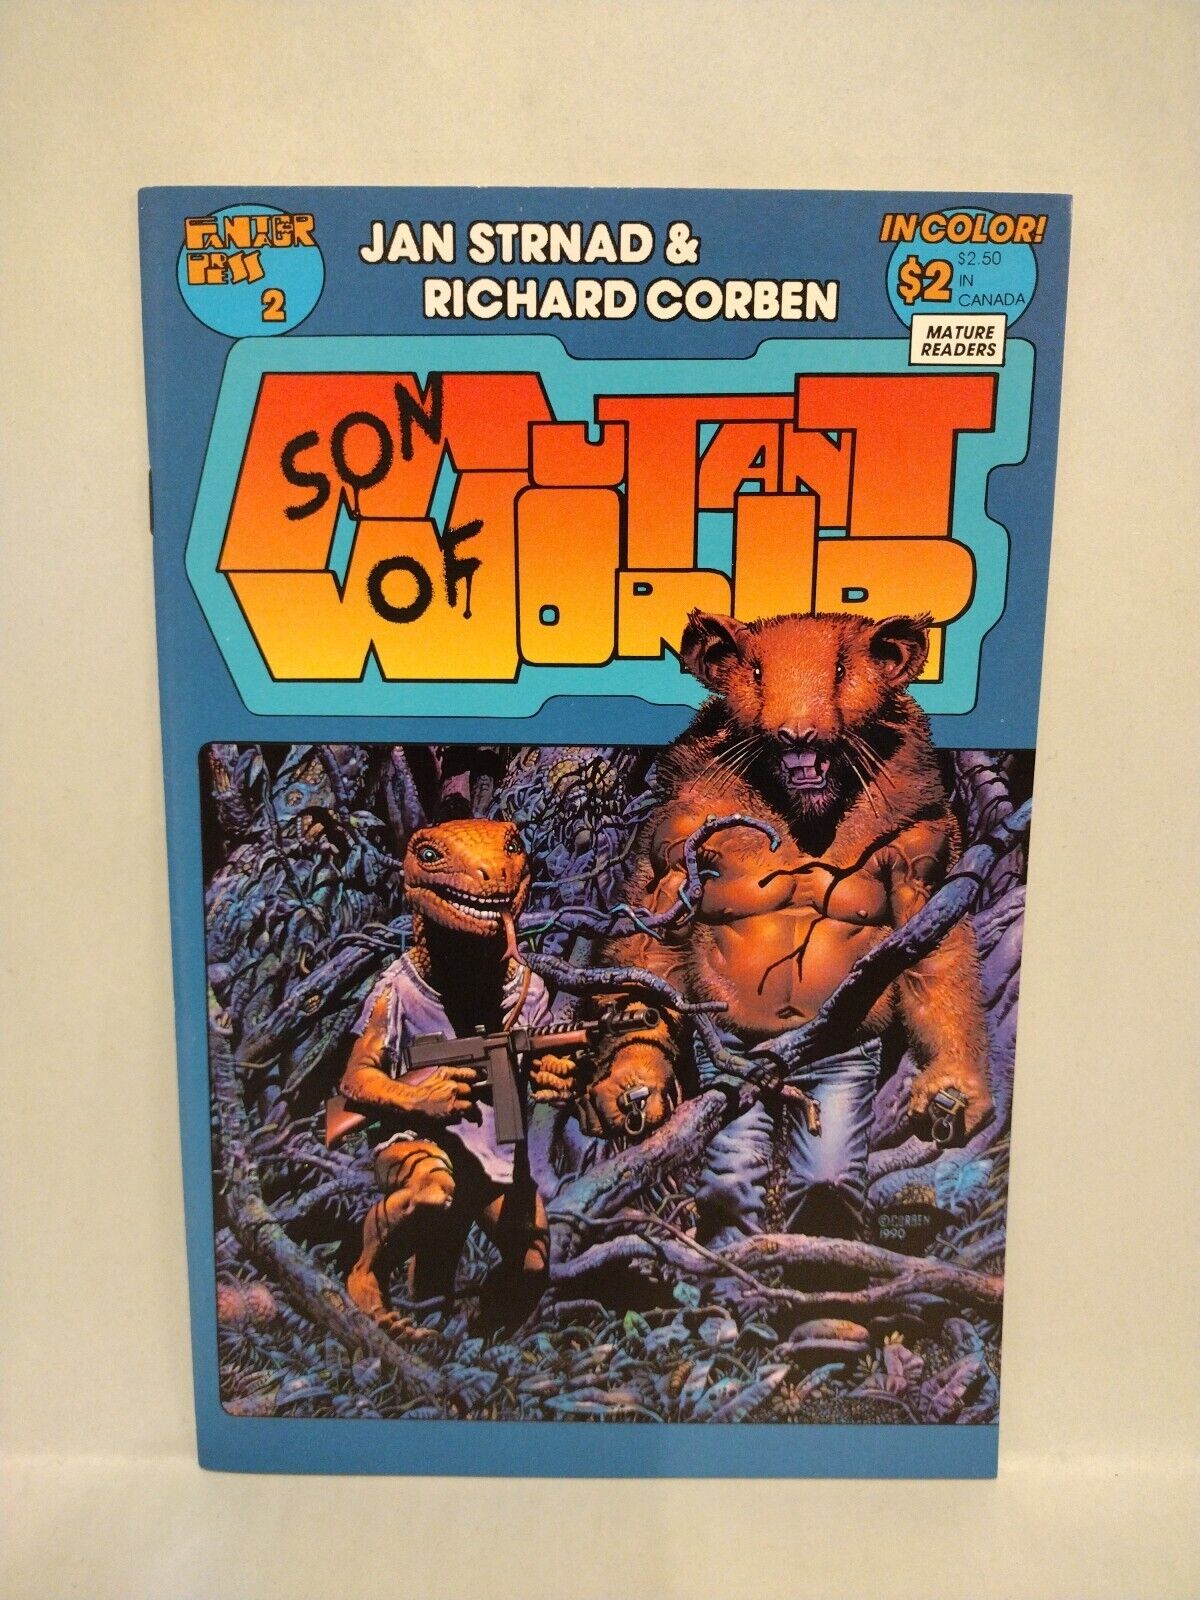 FANTAGOR
PRESS
2
JAN STRNAD &
RICHARD CORBEN
IN COLOR!
$2
$2.50
IN
CANADA
MATURE
READERS
SON
OF
MUTANT
WORLD
©CORBEN
1990